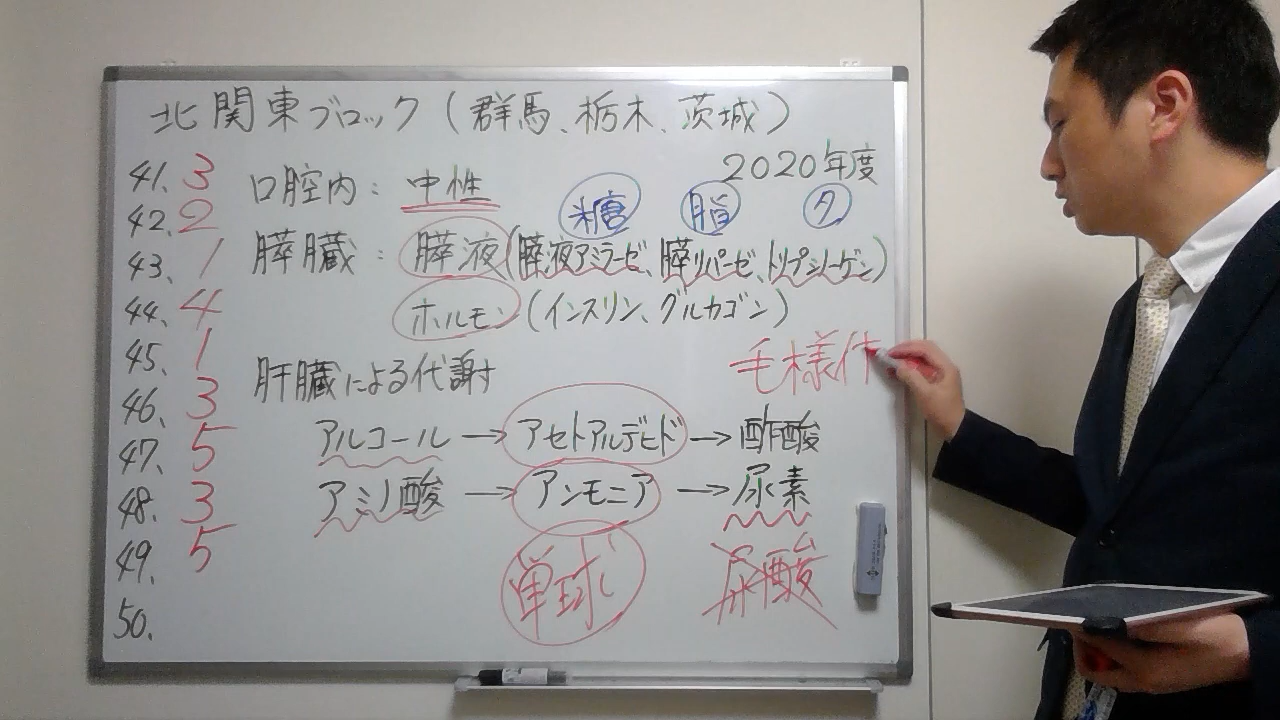 北関東ブロック(群馬、栃木、茨城)
2020年度
41. 3
42. 2
43. 1
44. 4
45. 1
46. 3
47. 5
48. 3
49. 5
50.
口腔内：中性
糖 脂 タ
膵臓：膵液(膵液アミラーゼ、膵リパーゼ、トリプシノーゲン)
ホルモン(インスリン、グルカゴン)
毛様体
肝臓による代謝
アルコール→アセトアルデヒド→酢酸
アミノ酸→アンモニア→尿素
単球 尿酸